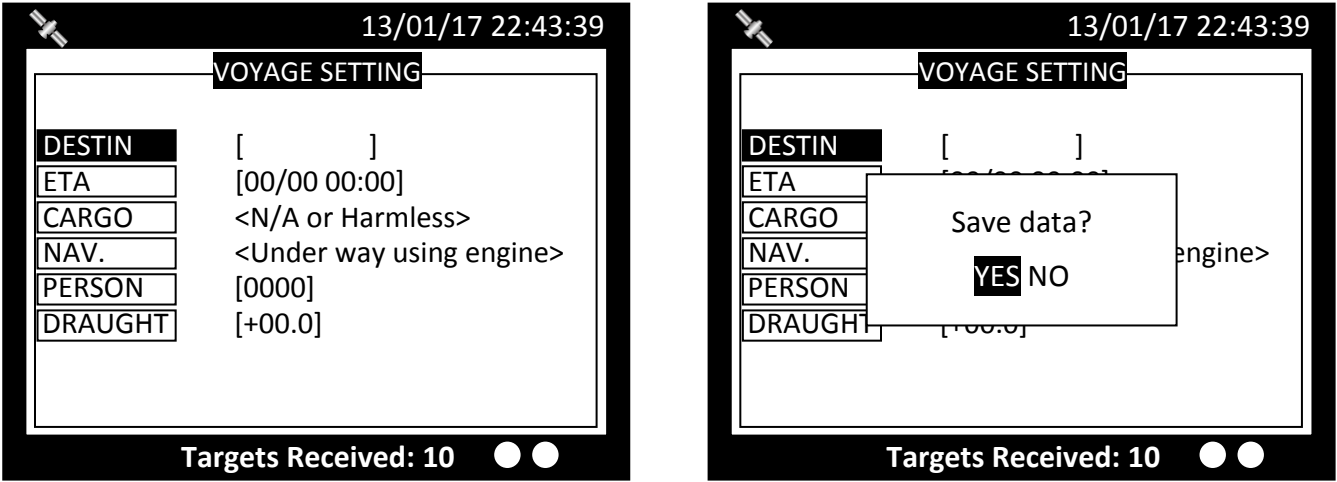 13/01/17 22:43:39
VOYAGE SETTING
DESTIN [ ]
ETA [00/00 00:00]
CARGO <N/A or Harmless>
NAV. <Under way using engine>
PERSON [0000]
DRAUGHT [+00.0]
Targets Received: 10
13/01/17 22:43:39
VOYAGE SETTING
DESTIN [ ]
ETA
CARGO
NAV. engine>
PERSON
DRAUGHT
Save data?
YES NO
Targets Received: 10